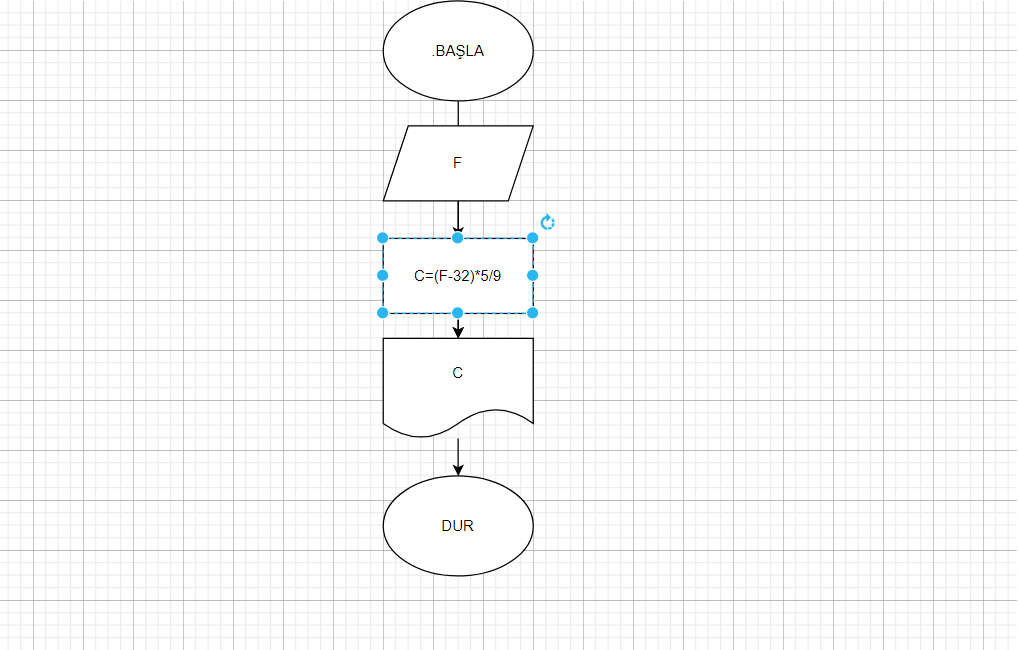 .BAŞLA
F
C=(F-32)*5/9
C
DUR